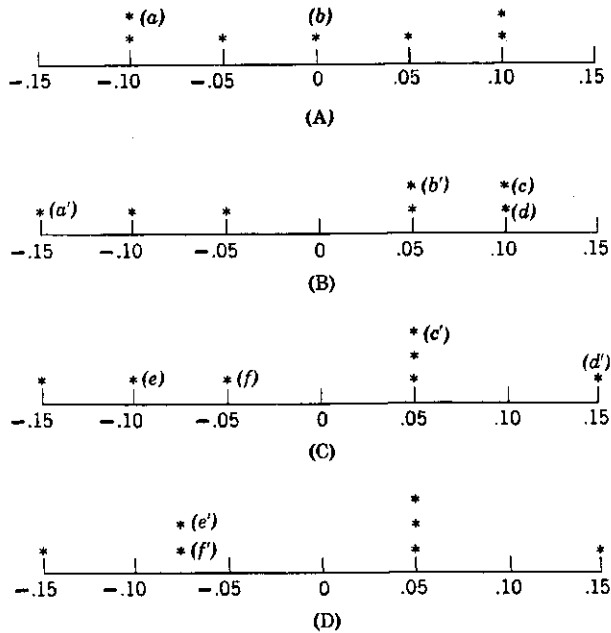 * (a) (b) *
* * * * *
−.15 −.10 −.05 0 .05 .10 .15
(A)
* (b') * (c)
* (a') * * * * (d)
−.15 −.10 −.05 0 .05 .10 .15
(B)
* (c')
* (d')
* * (e) * (f) * *
−.15 −.10 −.05 0 .05 .10 .15
(C)
*
* (e') *
* * (f') * *
−.15 −.10 −.05 0 .05 .10 .15
(D)